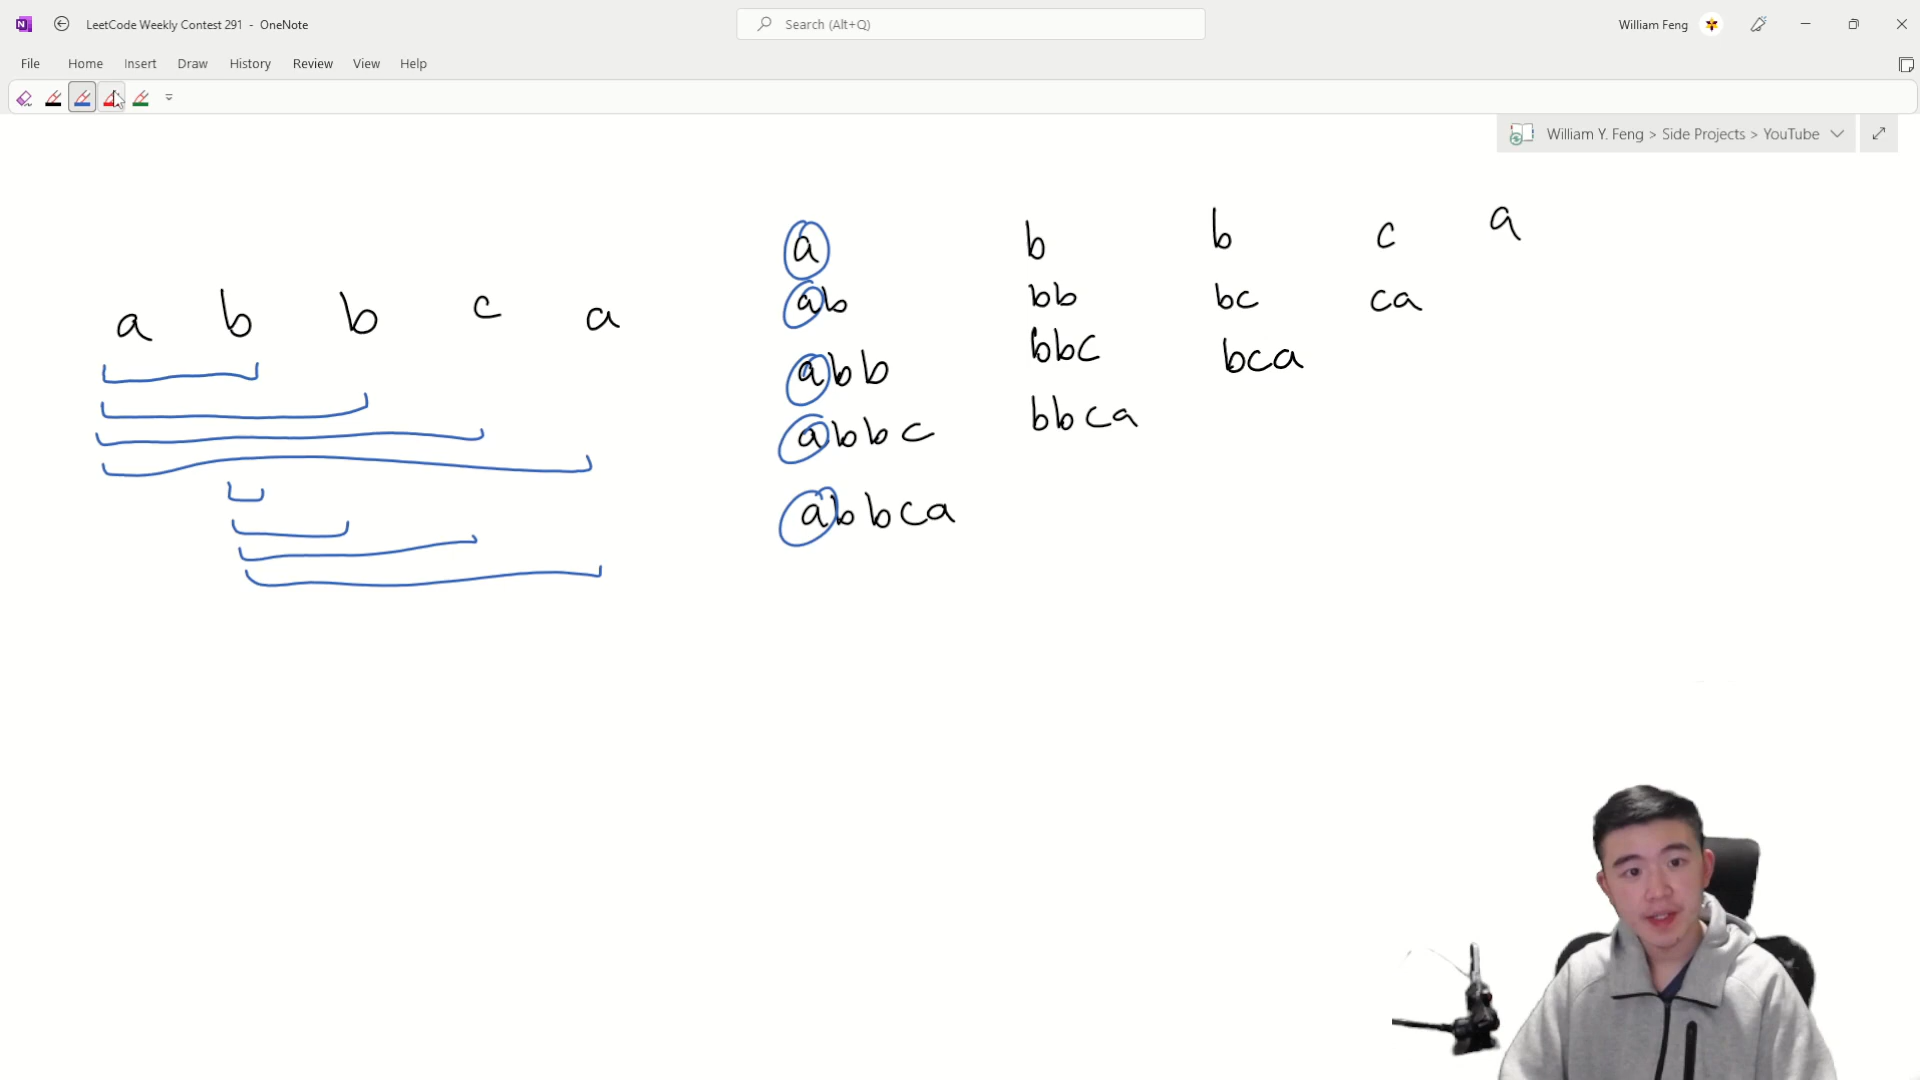 LeetCode Weekly Contest 291 - OneNote
Search (Alt+Q)
William Feng
File Home Insert Draw History Review View Help
William Y. Feng > Side Projects > YouTube
a b b c a
a b b c a
ab bb bc ca
abb bbc bca
abbc bbca
abbca